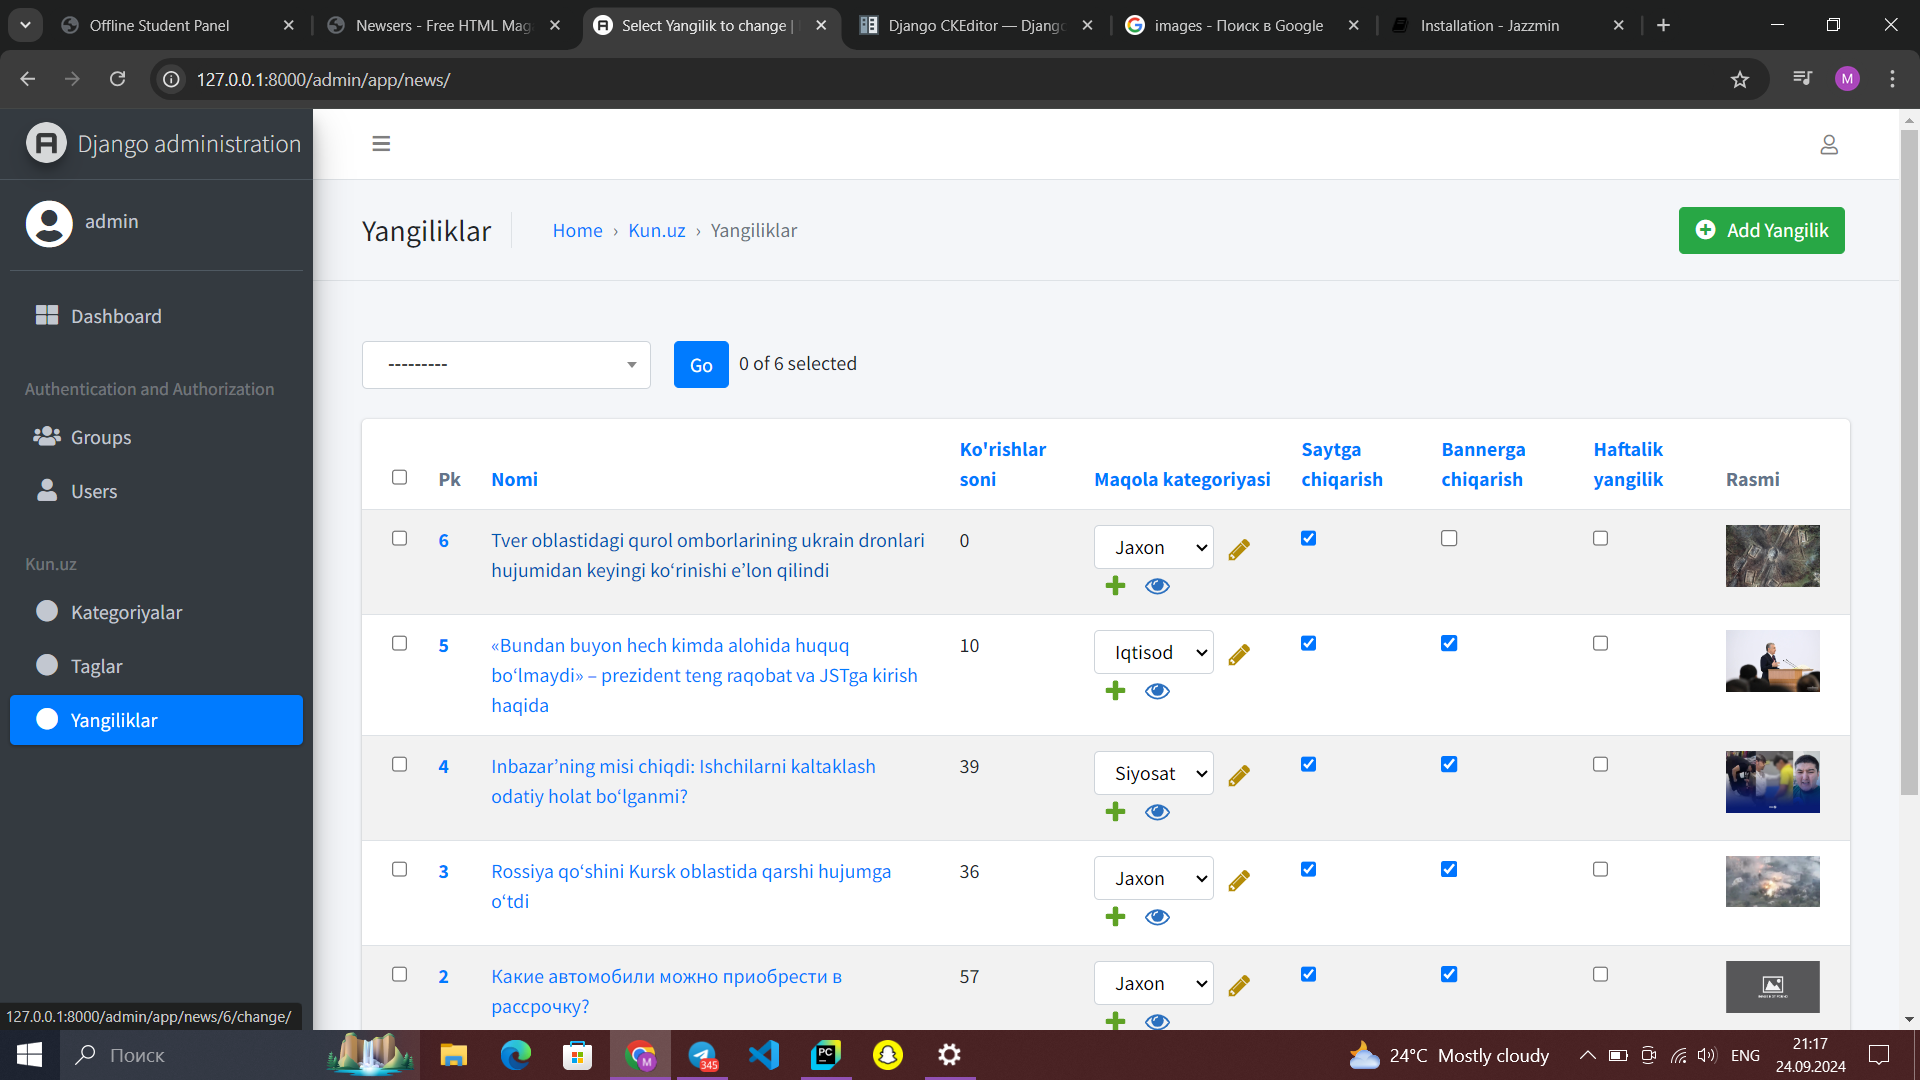 Offline Student Panel
Newsers - Free HTML Mag
Select Yangilik to change |
Django CKEditor — Djang
images - Поиск в Google
Installation - Jazzmin
127.0.0.1:8000/admin/app/news/
M
Django administration
admin
Dashboard
Authentication and Authorization
Groups
Users
Kun.uz
Kategoriyalar
Taglar
Yangiliklar
127.0.0.1:8000/admin/app/news/6/change/
Yangiliklar
Home › Kun.uz › Yangiliklar
Add Yangilik
---------
Go
0 of 6 selected
Pk
Nomi
Ko'rishlar
soni
Maqola kategoriyasi
Saytga
chiqarish
Bannerga
chiqarish
Haftalik
yangilik
Rasmi
6
Tver oblastidagi qurol omborlarining ukrain dronlari
hujumidan keyingi ko‘rinishi e’lon qilindi
0
Jaxon
5
«Bundan buyon hech kimda alohida huquq
bo‘lmaydi» – prezident teng raqobat va JSTga kirish
haqida
10
Iqtisod
4
Inbazar’ning misi chiqdi: Ishchilarni kaltaklash
odatiy holat bo‘lganmi?
39
Siyosat
3
Rossiya qo‘shini Kursk oblastida qarshi hujumga
o‘tdi
36
Jaxon
2
Какие автомобили можно приобрести в
рассрочку?
57
Jaxon
Поиск
M
345
PC
24°C Mostly cloudy
ENG
21:17
24.09.2024